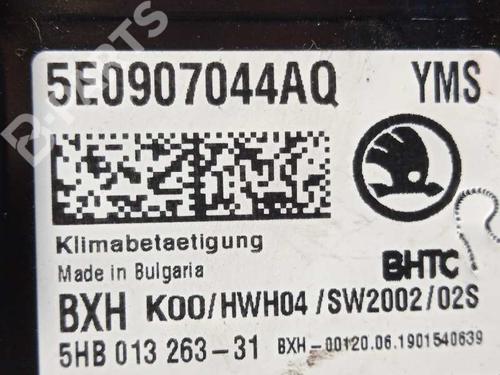 B-PARTS
5E0907044AQ YMS
Klimabetaetigung
Made in Bulgaria BHTC
BXH K00/HWH04/SW2002/02S
5HB 013 263-31 BXH-00120.06.1901540639